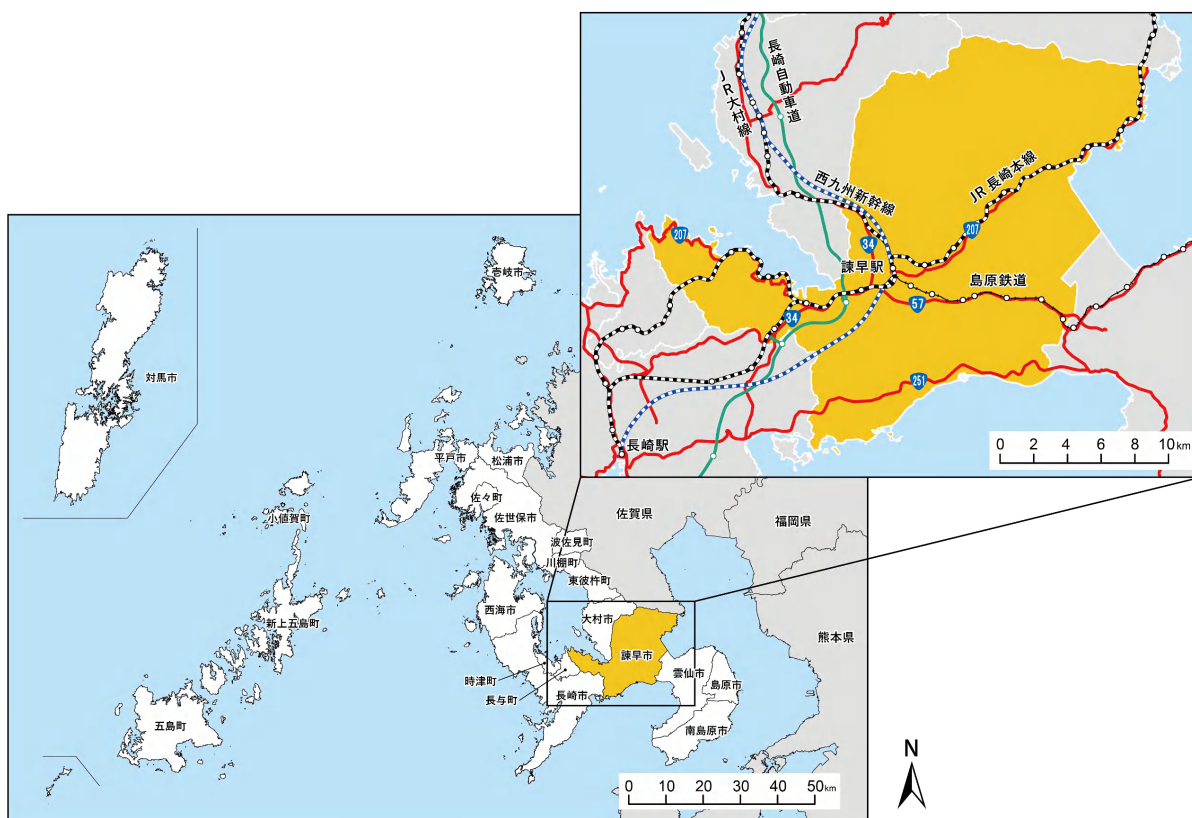 JR大村線
長崎自動車道
西九州新幹線
JR長崎本線
207
207
34
諫早駅
島原鉄道
57
34
251
長崎駅
0 2 4 6 8 10 km
対馬市
壱岐市
平戸市
松浦市
佐々町
佐世保市
小値賀町
佐賀県
福岡県
波佐見町
川棚町
東彼杵町
西海市
大村市
新上五島町
熊本県
諫早市
雲仙市
時津町
長与町
長崎市
島原市
五島町
南島原市
0 10 20 30 40 50km
N